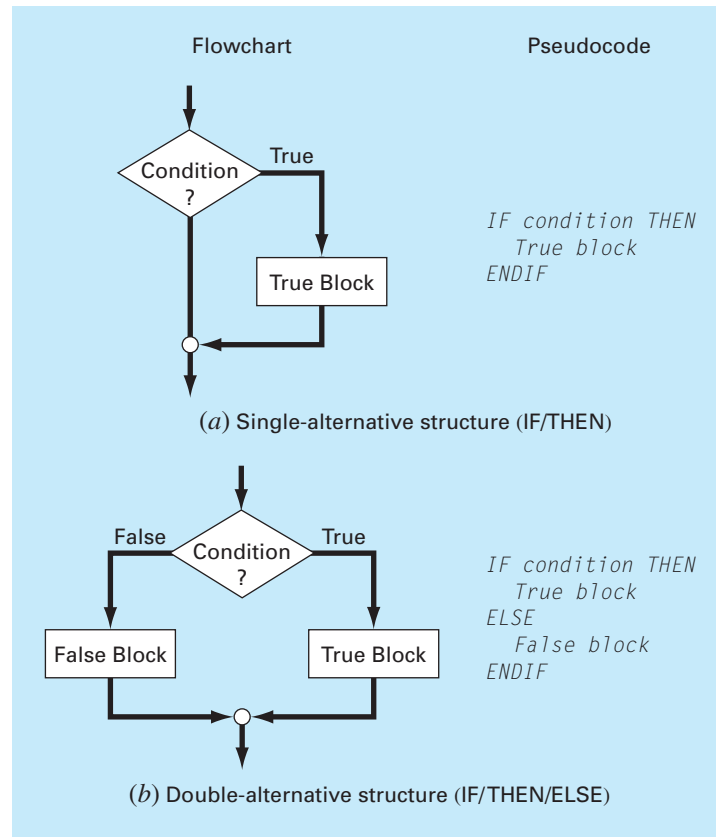 Flowchart
Pseudocode
True
Condition
?
True Block
IF condition THEN
True block
ENDIF
(a) Single-alternative structure (IF/THEN)
False
True
Condition
?
False Block
True Block
IF condition THEN
True block
ELSE
False block
ENDIF
(b) Double-alternative structure (IF/THEN/ELSE)